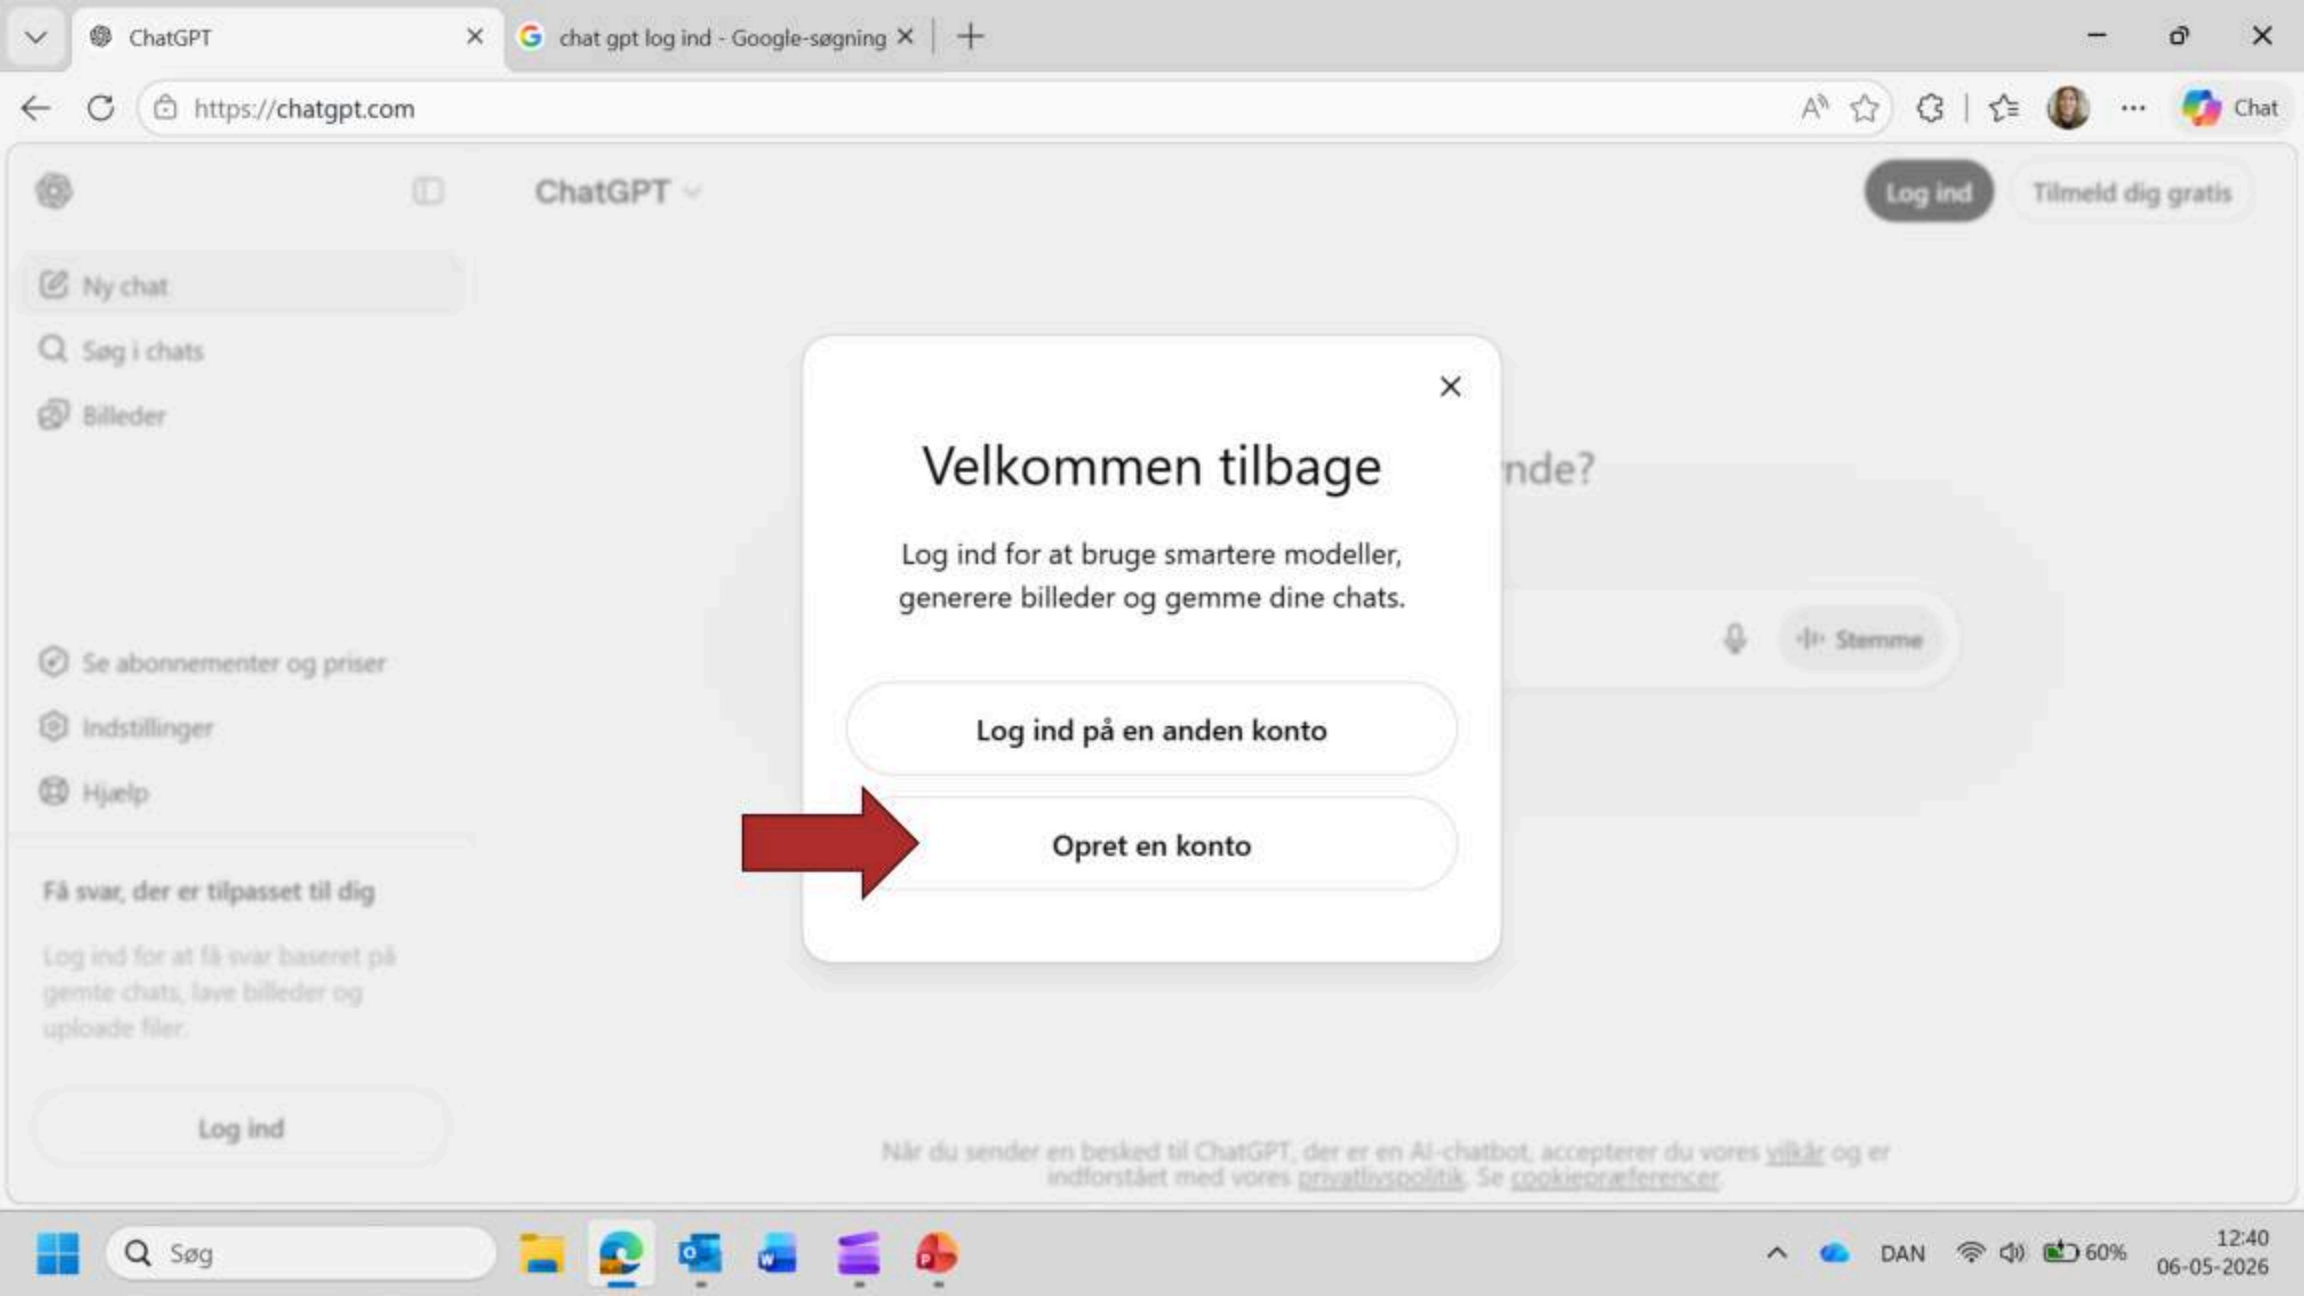 ChatGPT
chat gpt log ind - Google-søgning
https://chatgpt.com
Chat
ChatGPT
Log ind
Tilmeld dig gratis
Ny chat
Søg i chats
Billeder
Se abonnementer og priser
Indstillinger
Hjælp
Få svar, der er tilpasset til dig
Log ind for at få svar baseret på
gemte chats, lave billeder og
uploade filer.
Log ind
nde?
Stemme
Velkommen tilbage
Log ind for at bruge smartere modeller,
generere billeder og gemme dine chats.
Log ind på en anden konto
Opret en konto
Når du sender en besked til ChatGPT, der er en AI-chatbot, accepterer du vores vilkår og er
indforstået med vores privatlivspolitik. Se cookiepræferencer.
Søg
DAN
60%
12:40
06-05-2026